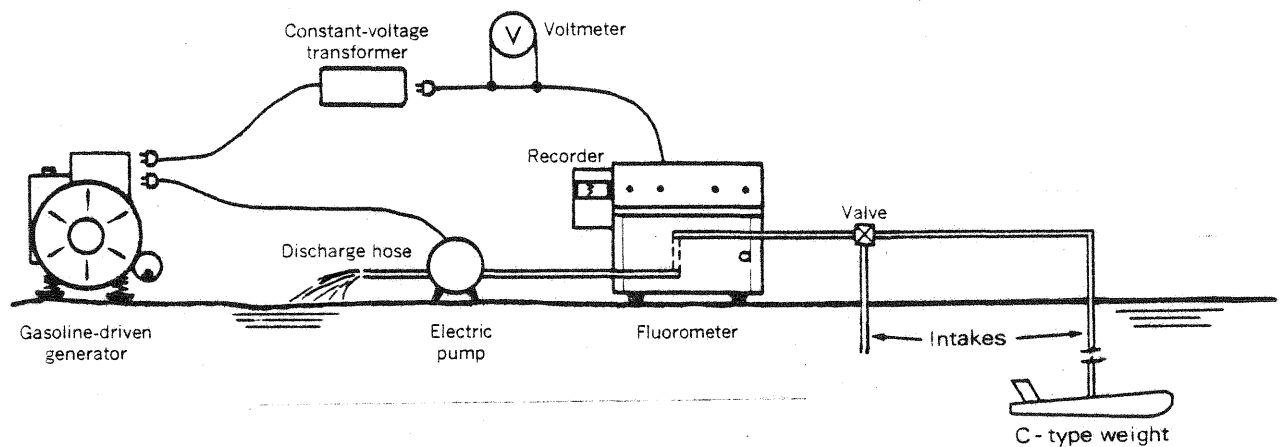 Constant-voltage
transformer
V
Voltmeter
Recorder
Valve
Discharge hose
Gasoline-driven
generator
Electric
pump
Fluorometer
Intakes
C-type weight